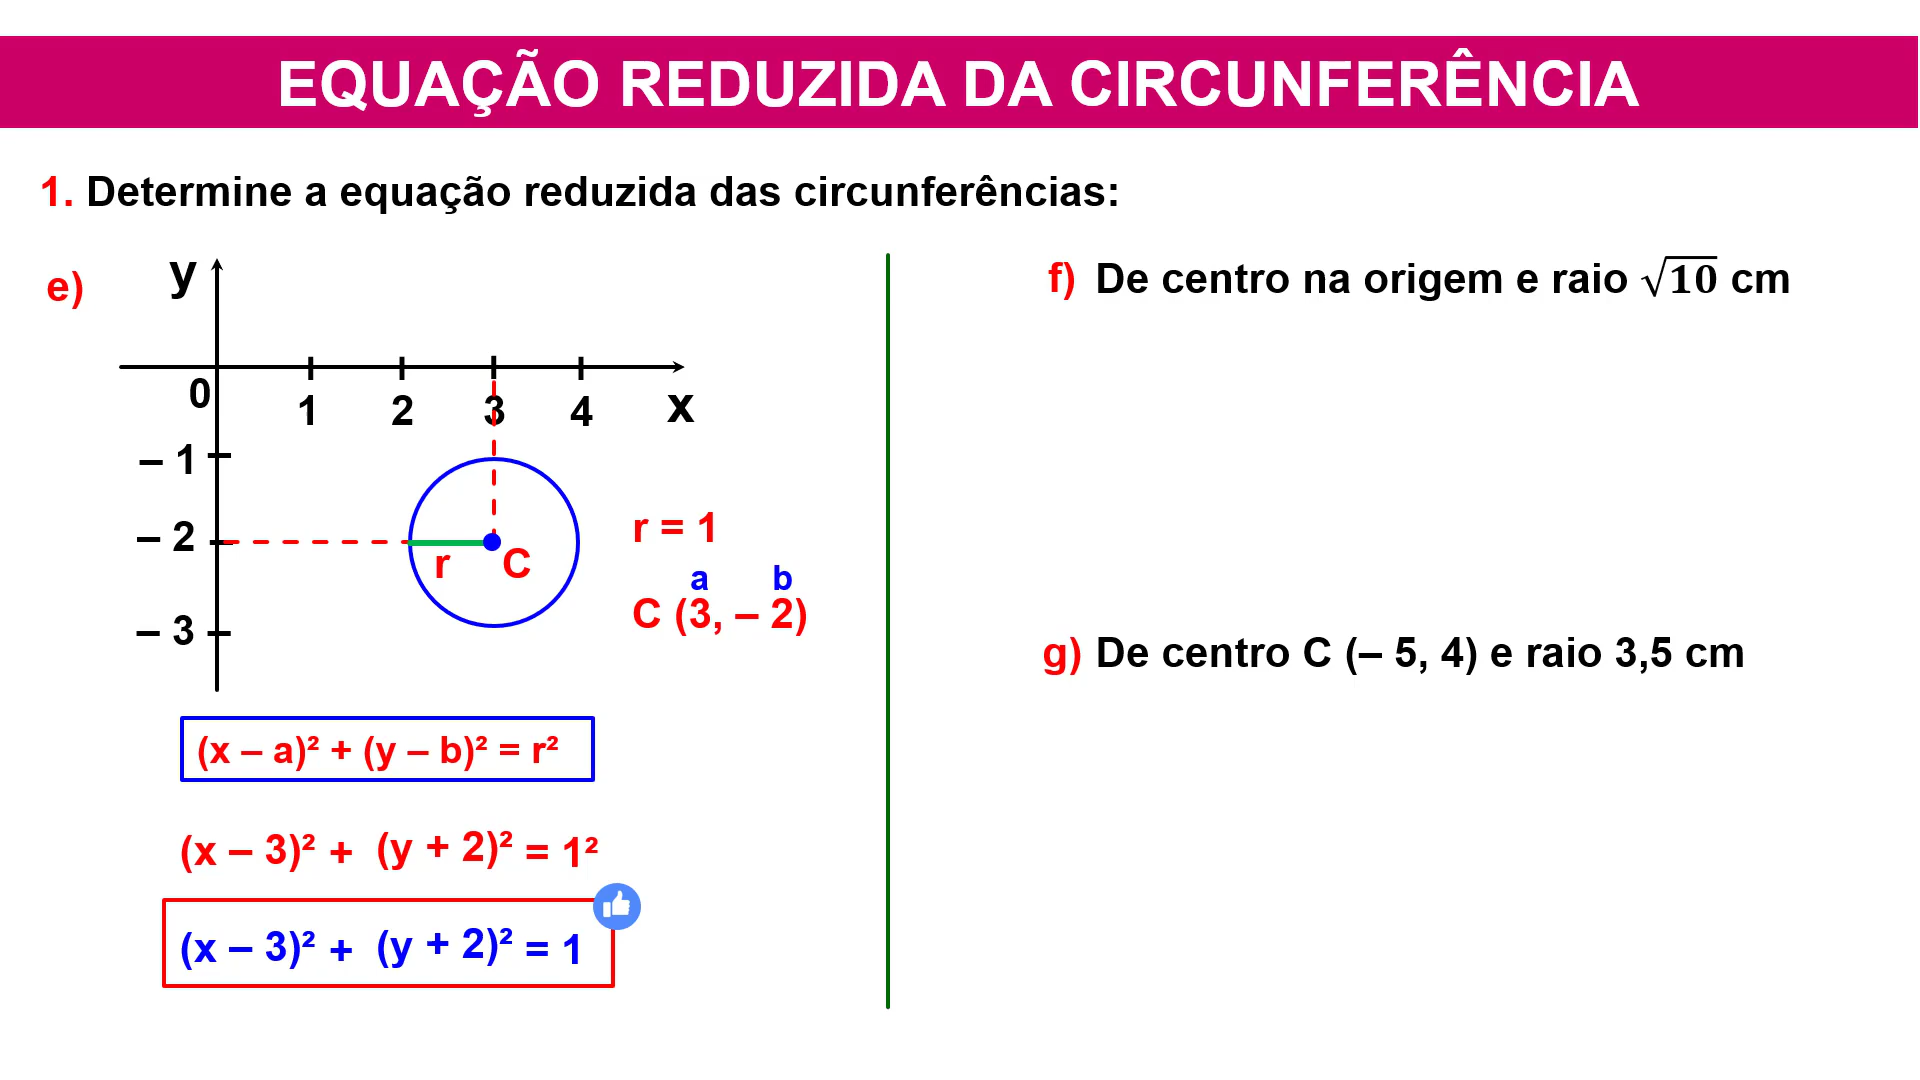 EQUAÇÃO REDUZIDA DA CIRCUNFERÊNCIA
1. Determine a equação reduzida das circunferências:
e)
y
0
1 2 3 4 x
– 1
– 2
– 3
r C
r = 1
a b
C (3, – 2)
(x – a)² + (y – b)² = r²
(x – 3)² + (y + 2)² = 1²
(x – 3)² + (y + 2)² = 1
f) De centro na origem e raio √10 cm
g) De centro C (– 5, 4) e raio 3,5 cm